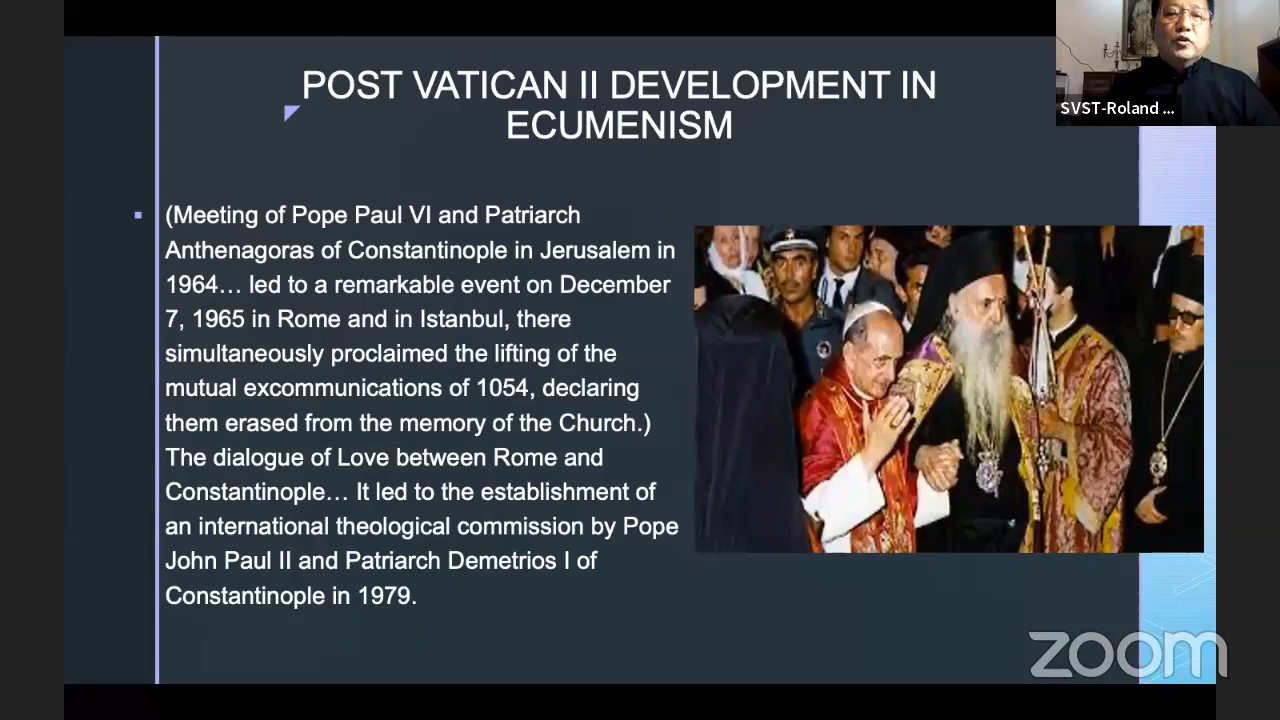 POST VATICAN II DEVELOPMENT IN
ECUMENISM
SVST-Roland ...
(Meeting of Pope Paul VI and Patriarch
Anthenagoras of Constantinople in Jerusalem in
1964… led to a remarkable event on December
7, 1965 in Rome and in Istanbul, there
simultaneously proclaimed the lifting of the
mutual excommunications of 1054, declaring
them erased from the memory of the Church.)
The dialogue of Love between Rome and
Constantinople… It led to the establishment of
an international theological commission by Pope
John Paul II and Patriarch Demetrios I of
Constantinople in 1979.
zoom